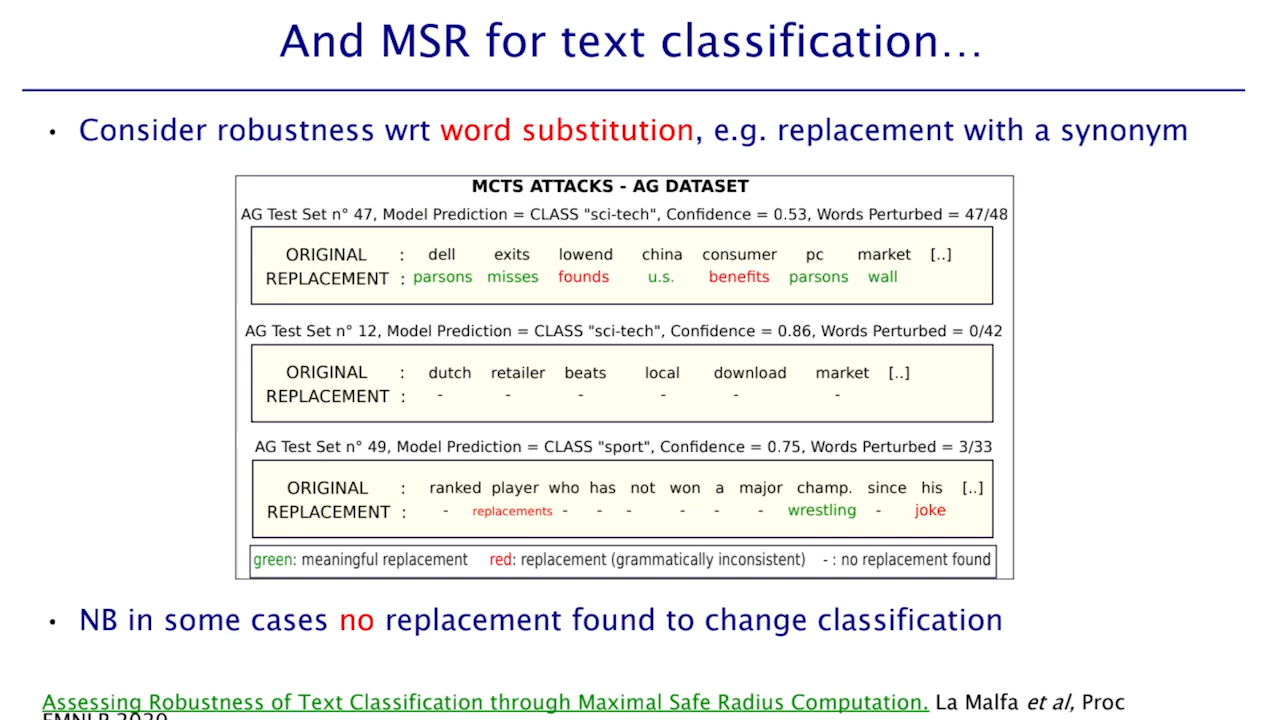 And MSR for text classification...
• Consider robustness wrt word substitution, e.g. replacement with a synonym
MCTS ATTACKS - AG DATASET
AG Test Set n° 47, Model Prediction = CLASS "sci-tech", Confidence = 0.53, Words Perturbed = 47/48
ORIGINAL : dell exits lowend china consumer pc market [..]
REPLACEMENT : parsons misses founds u.s. benefits parsons wall
AG Test Set n° 12, Model Prediction = CLASS "sci-tech", Confidence = 0.86, Words Perturbed = 0/42
ORIGINAL : dutch retailer beats local download market [..]
REPLACEMENT : - - - - - -
AG Test Set n° 49, Model Prediction = CLASS "sport", Confidence = 0.75, Words Perturbed = 3/33
ORIGINAL : ranked player who has not won a major champ. since his [..]
REPLACEMENT : - replacements - - - - - - wrestling - joke
green: meaningful replacement red: replacement (grammatically inconsistent) - : no replacement found
• NB in some cases no replacement found to change classification
Assessing Robustness of Text Classification through Maximal Safe Radius Computation. La Malfa et al, Proc
EMNLP 2020